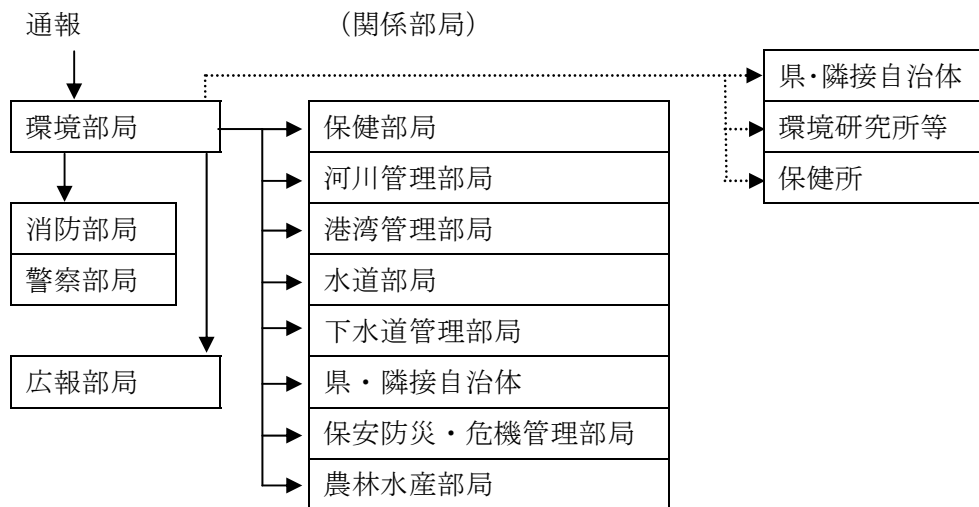 通報
(関係部局)
環境部局
消防部局
警察部局
広報部局
保健部局
河川管理部局
港湾管理部局
水道部局
下水道管理部局
県・隣接自治体
保安防災・危機管理部局
農林水産部局
県・隣接自治体
環境研究所等
保健所